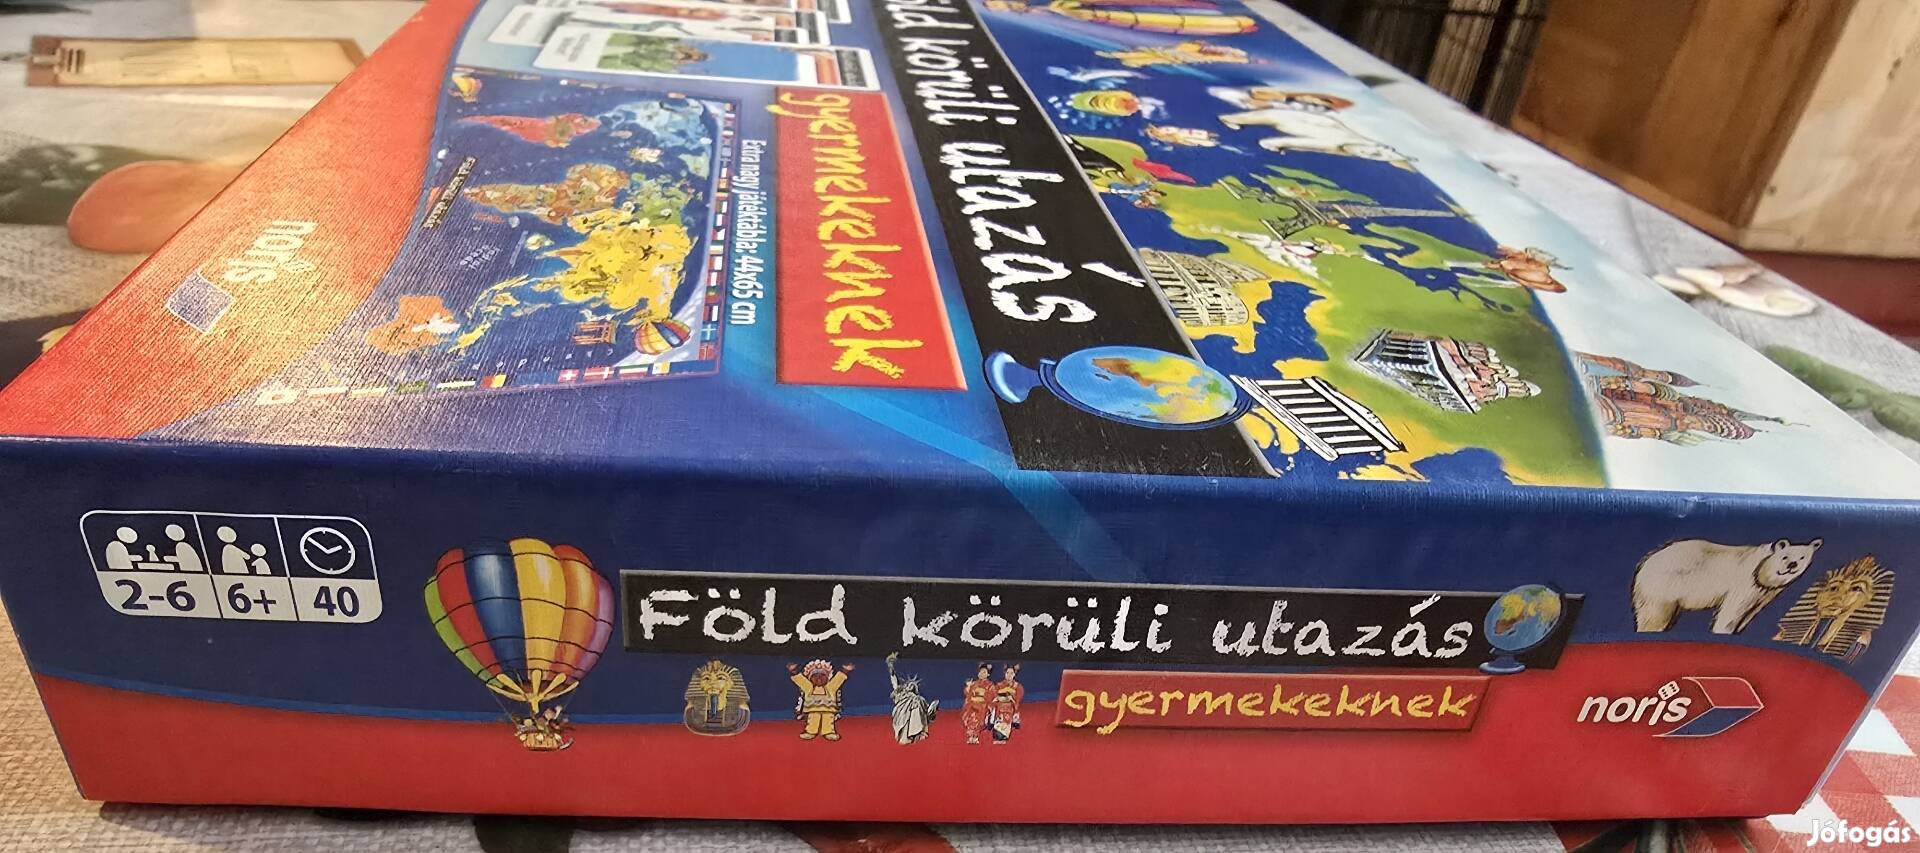 öld körüli utazás
gyermekeknek
Extra nagy játéktábla: 44x65 cm
noris
2-6
6+
40
Föld körüli utazás
gyermekeknek
noris
Jófogás